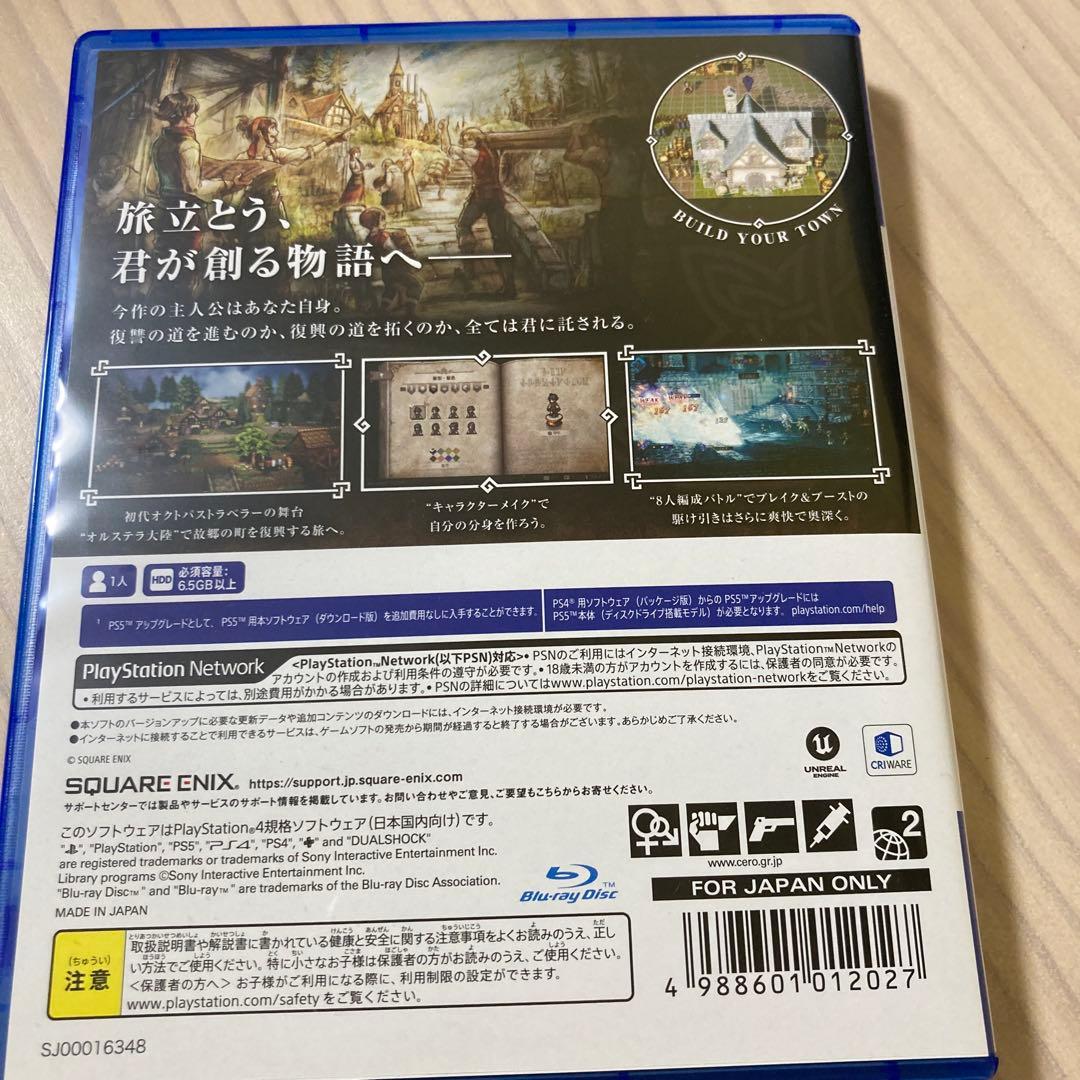 BUILD YOUR TOWN
旅立とう、
君が創る物語へ――
今作の主人公はあなた自身。
復讐の道を進むのか、復興の道を拓くのか、全ては君に託される。
WEAK
初代オクトパストラベラーの舞台
“オルステラ大陸”で故郷の町を復興する旅へ。
“キャラクターメイク”で
自分の分身を作ろう。
“8人編成バトル”でブレイク&ブーストの
駆け引きはさらに爽快で奥深く。
1人
HDD 必須容量:
6.5GB以上
1 PS5™アップグレードとして、PS5™用本ソフトウェア(ダウンロード版)を追加費用なしに入手することができます。
PS4®用ソフトウェア(パッケージ版)からのPS5™アップグレードには
PS5™本体(ディスクドライブ搭載モデル)が必要となります。playstation.com/help
PlayStation Network
<PlayStation™Network(以下PSN)対応>• PSNのご利用にはインターネット接続環境、PlayStation™Networkの
アカウントの作成および利用条件の遵守が必要です。• 18歳未満の方がアカウントを作成するには、保護者の同意が必要です。
• 利用するサービスによっては、別途費用がかかる場合があります。• PSNの詳細についてはwww.playstation.com/playstation-networkをご覧ください。
●本ソフトのバージョンアップに必要な更新データや追加コンテンツのダウンロードには、インターネット接続環境が必要です。
●インターネットに接続することで利用できるサービスは、ゲームソフトの発売から期間が経過すると終了する場合がございます。あらかじめご了承ください。
© SQUARE ENIX
SQUARE ENIX® https://support.jp.square-enix.com
サポートセンターでは製品やサービスのサポート情報を掲載しています。お問い合わせやご意見、ご要望もこちらからお寄せください。
UNREAL
ENGINE
CRIWARE
このソフトウェアはPlayStation®4規格ソフトウェア(日本国内向け)です。
"PlayStation", "PS5", "PS4", "PS4", and "DUALSHOCK"
are registered trademarks or trademarks of Sony Interactive Entertainment Inc.
Library programs ©Sony Interactive Entertainment Inc.
"Blu-ray Disc™" and "Blu-ray™" are trademarks of the Blu-ray Disc Association.
MADE IN JAPAN
Blu-ray Disc™
2
www.cero.gr.jp
FOR JAPAN ONLY
(ちゅうい)
注意
取扱説明書や解説書に書かれている健康と安全に関する注意事項をよくお読みのうえ、正し
い方法でご使用ください。特に小さなお子様は保護者の方がお読みのうえ、ご使用ください。
<保護者の方へ> お子様がご利用になる際に、利用制限の設定ができます。
www.playstation.com/safety をご覧ください。
4 988601 012027
SJ00016348